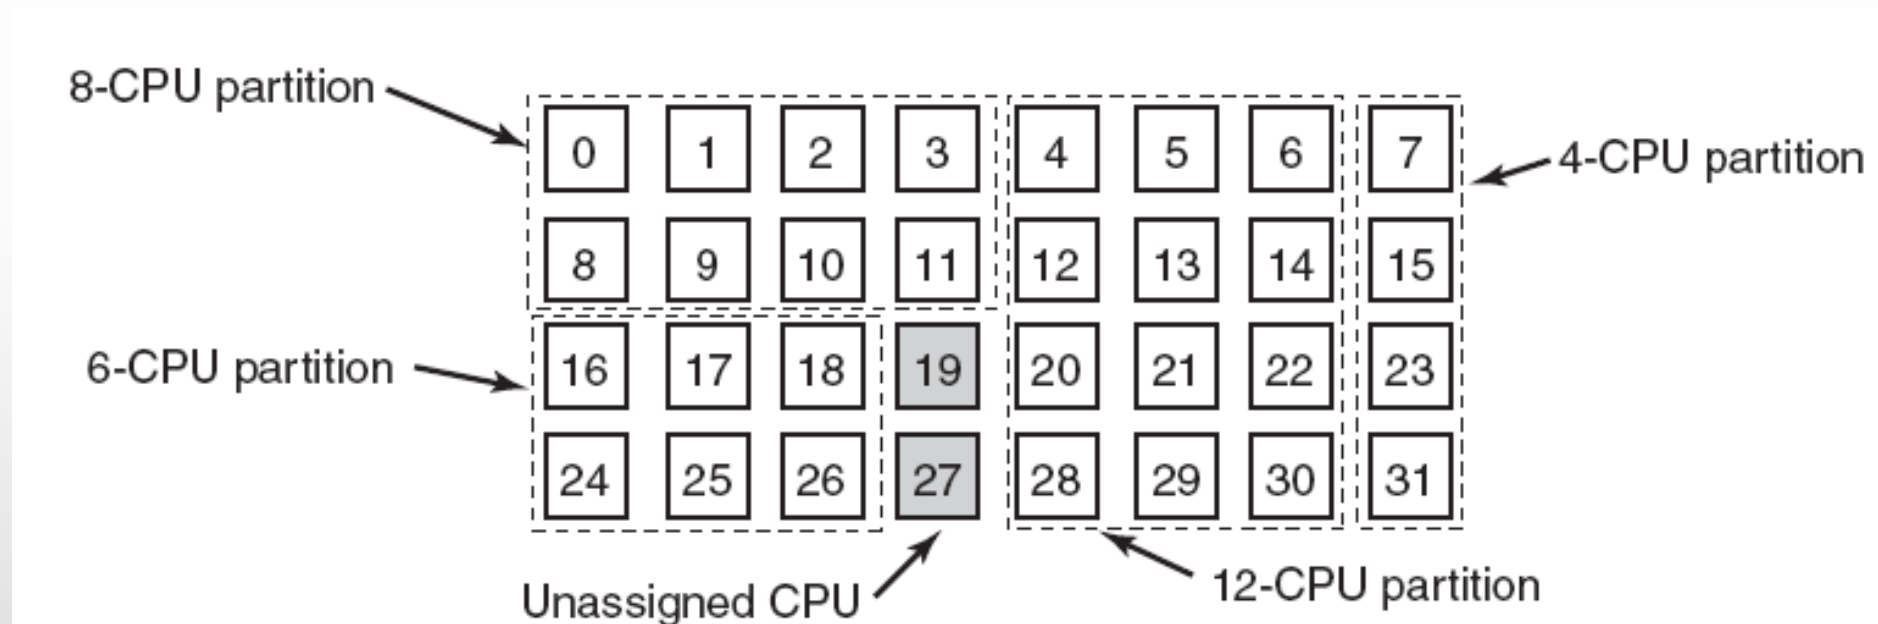 8-CPU partition
0 1 2 3 4 5 6 7
4-CPU partition
8 9 10 11 12 13 14 15
6-CPU partition
16 17 18 19 20 21 22 23
24 25 26 27 28 29 30 31
Unassigned CPU
12-CPU partition